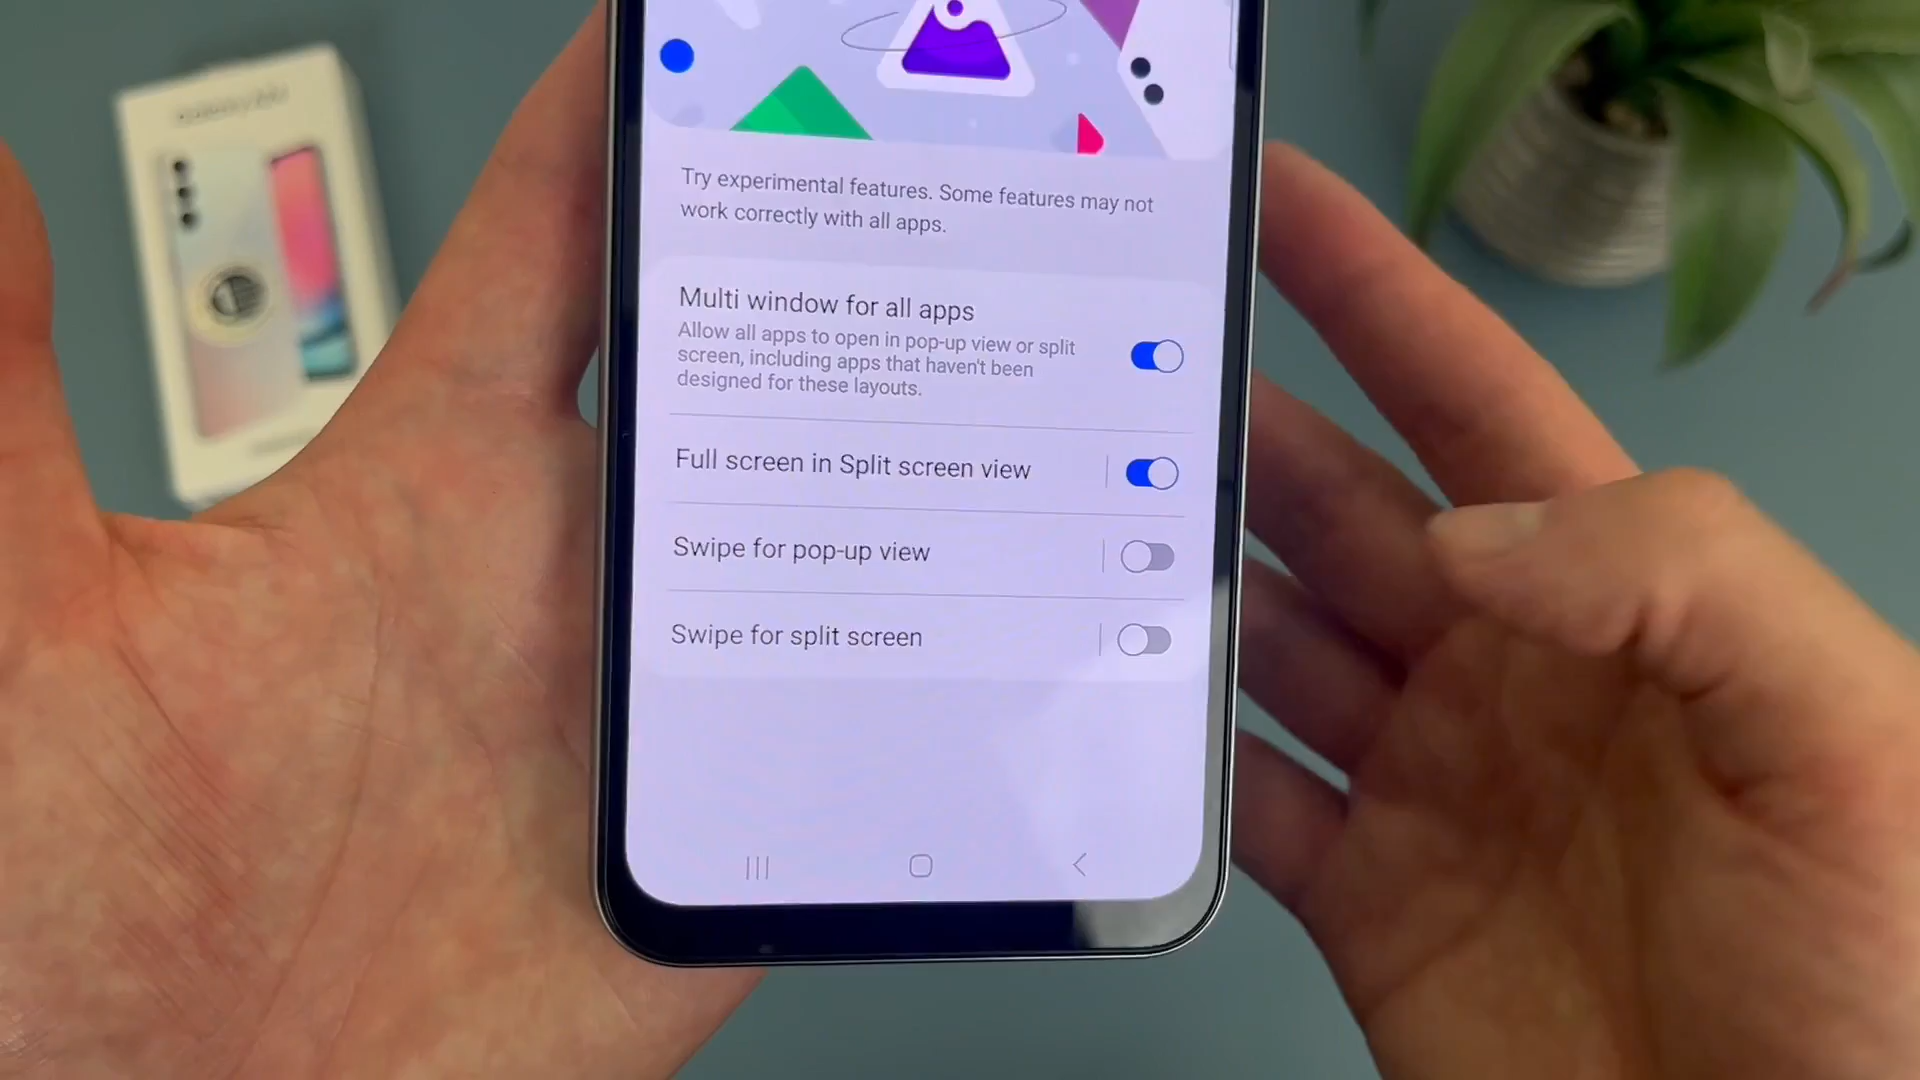 Try experimental features. Some features may not
work correctly with all apps.
Multi window for all apps
Allow all apps to open in pop-up view or split
screen, including apps that haven't been
designed for these layouts.
Full screen in Split screen view
Swipe for pop-up view
Swipe for split screen